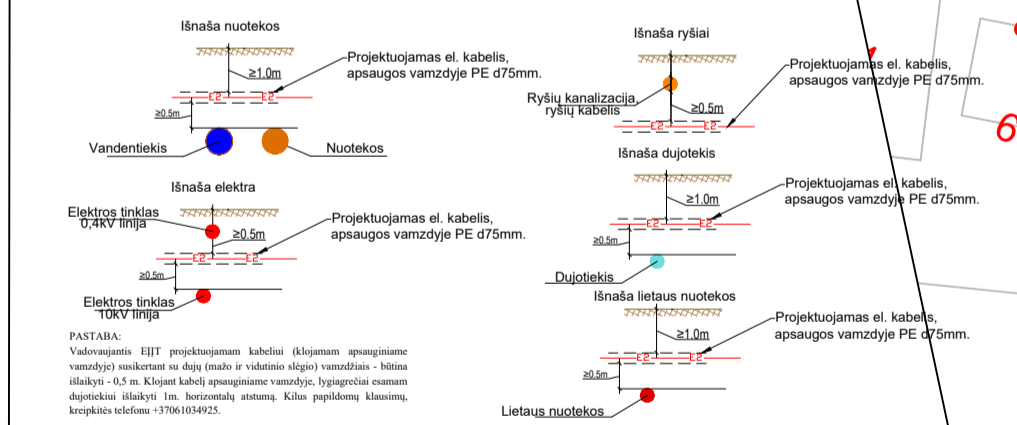 Išnaša nuotekos
Projektuojamas el. kabelis,
apsaugos vamzdyje PE d75mm.
≥1.0m
E2 E2
≥0.5m
Vandentiekis
Nuotekos
Išnaša elektra
Elektros tinklas
0,4kV linija
Projektuojamas el. kabelis,
apsaugos vamzdyje PE d75mm.
≥0.5m
E2 E2
≥0.5m
Elektros tinklas
10kV linija
PASTABA:
Vadovaujantis EĮĮT projektuojamam kabeliui (klojamam apsauginiame
vamzdyje) susikertant su dujų (mažo ir vidutinio slėgio) vamzdžiais - būtina
išlaikyti - 0,5 m. Klojant kabelį apsauginiame vamzdyje, lygiagrečiai esamam
dujotiekiui išlaikyti 1m. horizontalų atstumą. Kilus papildomų klausimų,
kreipkitės telefonu +37061034925.
Išnaša ryšiai
Projektuojamas el. kabelis,
apsaugos vamzdyje PE d75mm.
Ryšių kanalizacija,
ryšių kabelis
≥0.5m
E2 E2
Išnaša dujotekis
Projektuojamas el. kabelis,
apsaugos vamzdyje PE d75mm.
≥1.0m
E2 E2
≥0.5m
Dujotiekis
Išnaša lietaus nuotekos
Projektuojamas el. kabelis,
apsaugos vamzdyje PE d75mm.
≥1.0m
E2 E2
≥0.5m
Lietaus nuotekos
6